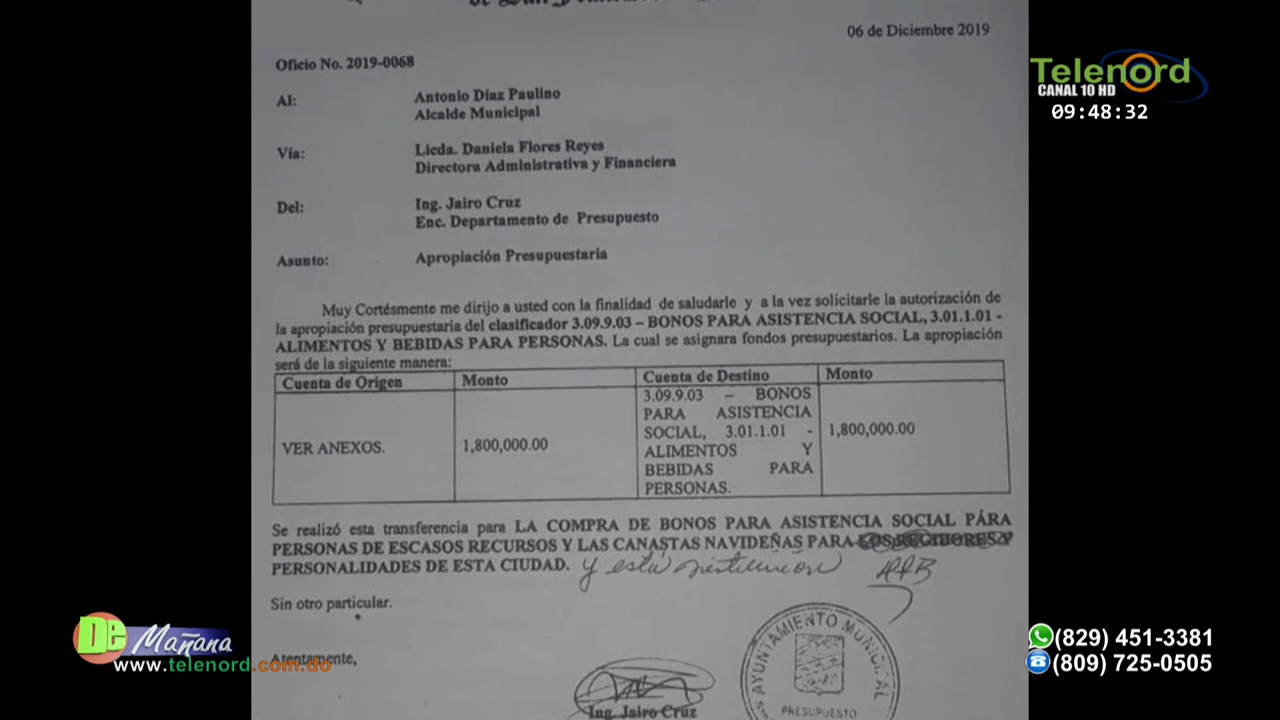 06 de Diciembre 2019
Oficio No. 2019-0068
Al: Antonio Díaz Paulino
Alcalde Municipal
Vía: Licda. Daniela Flores Reyes
Directora Administrativa y Financiera
Del: Ing. Jairo Cruz
Enc. Departamento de Presupuesto
Asunto: Apropiación Presupuestaria
Muy Cortésmente me dirijo a usted con la finalidad de saludarle y a la vez solicitarle la autorización de
la apropiación presupuestaria del clasificador 3.09.9.03 – BONOS PARA ASISTENCIA SOCIAL, 3.01.1.01 -
ALIMENTOS Y BEBIDAS PARA PERSONAS. La cual se asignara fondos presupuestarios. La apropiación
será de la siguiente manera:
Cuenta de Origen Monto Cuenta de Destino Monto
VER ANEXOS. 1,800,000.00
3.09.9.03 – BONOS
PARA ASISTENCIA
SOCIAL, 3.01.1.01 -
ALIMENTOS Y
BEBIDAS PARA
PERSONAS.
1,800,000.00
Se realizó esta transferencia para LA COMPRA DE BONOS PARA ASISTENCIA SOCIAL PÁRA
PERSONAS DE ESCASOS RECURSOS Y LAS CANASTAS NAVIDEÑAS PARA LOS REGIDORES Y
PERSONALIDADES DE ESTA CIUDAD. y esta
Sin otro particular.
Atentamente,
Ing. Jairo Cruz
AYUNTAMIENTO MUNICIPAL
PRESUPUESTO
Telenord
CANAL 10 HD
09:48:32
De Mañana
www.telenord.com.do
(829) 451-3381
(809) 725-0505